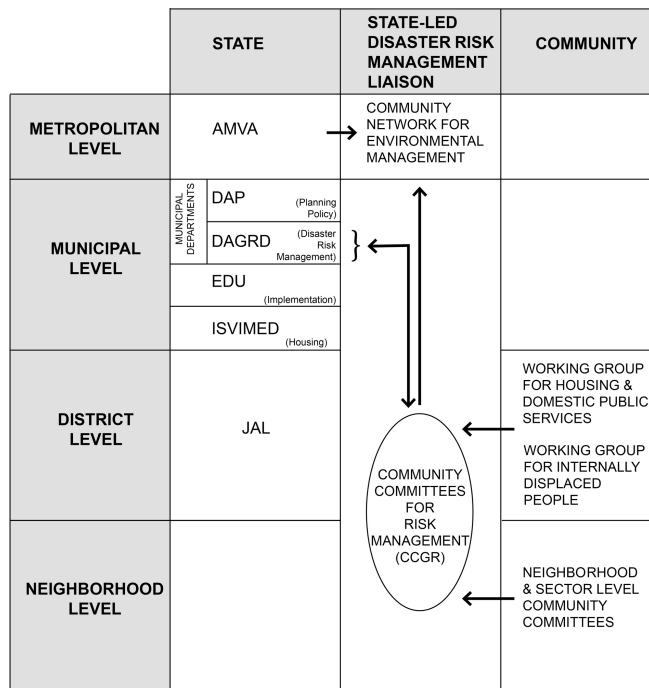 STATE
STATE-LED
DISASTER RISK
MANAGEMENT
LIAISON
COMMUNITY
METROPOLITAN
LEVEL
AMVA
COMMUNITY
NETWORK FOR
ENVIRONMENTAL
MANAGEMENT
MUNICIPAL
LEVEL
MUNICIPAL
DEPARTMENTS
DAP
(Planning
Policy)
DAGRD
(Disaster
Risk
Management)
}
EDU
(Implementation)
ISVIMED
(Housing)
DISTRICT
LEVEL
JAL
WORKING GROUP
FOR HOUSING &
DOMESTIC PUBLIC
SERVICES
WORKING GROUP
FOR INTERNALLY
DISPLACED
PEOPLE
COMMUNITY
COMMITTEES
FOR
RISK
MANAGEMENT
(CCGR)
NEIGHBORHOOD
LEVEL
NEIGHBORHOOD
& SECTOR LEVEL
COMMUNITY
COMMITTEES